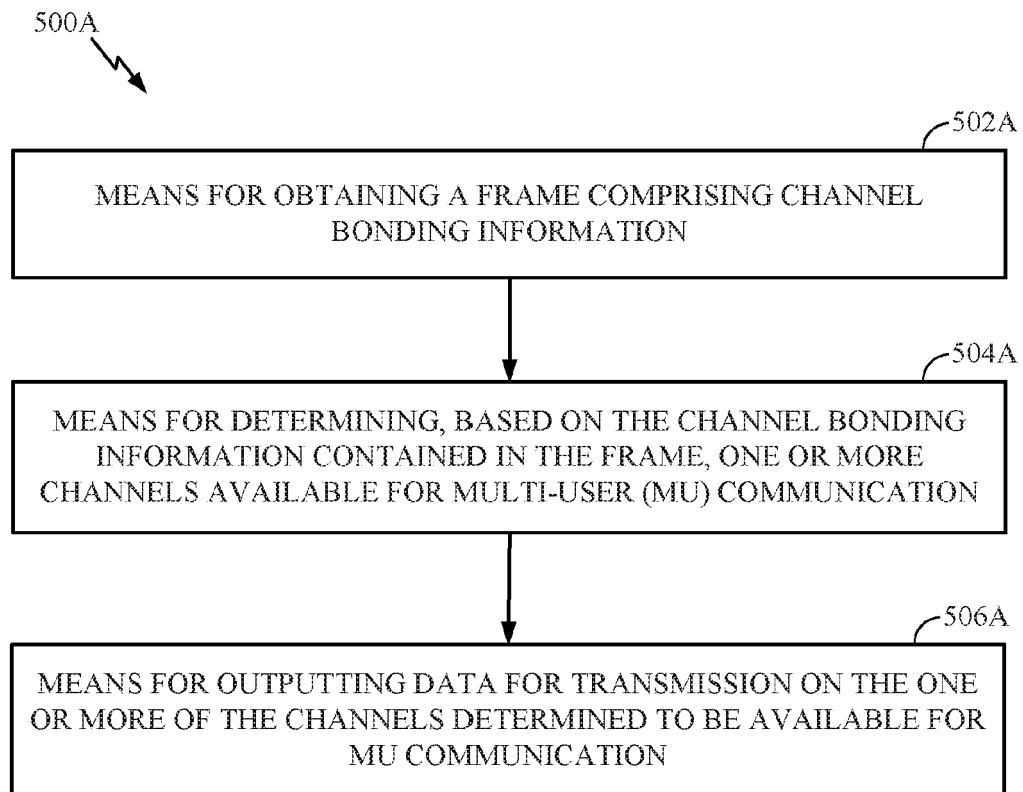 500A
502A
MEANS FOR OBTAINING A FRAME COMPRISING CHANNEL
BONDING INFORMATION
504A
MEANS FOR DETERMINING, BASED ON THE CHANNEL BONDING
INFORMATION CONTAINED IN THE FRAME, ONE OR MORE
CHANNELS AVAILABLE FOR MULTI-USER (MU) COMMUNICATION
506A
MEANS FOR OUTPUTTING DATA FOR TRANSMISSION ON THE ONE
OR MORE OF THE CHANNELS DETERMINED TO BE AVAILABLE FOR
MU COMMUNICATION